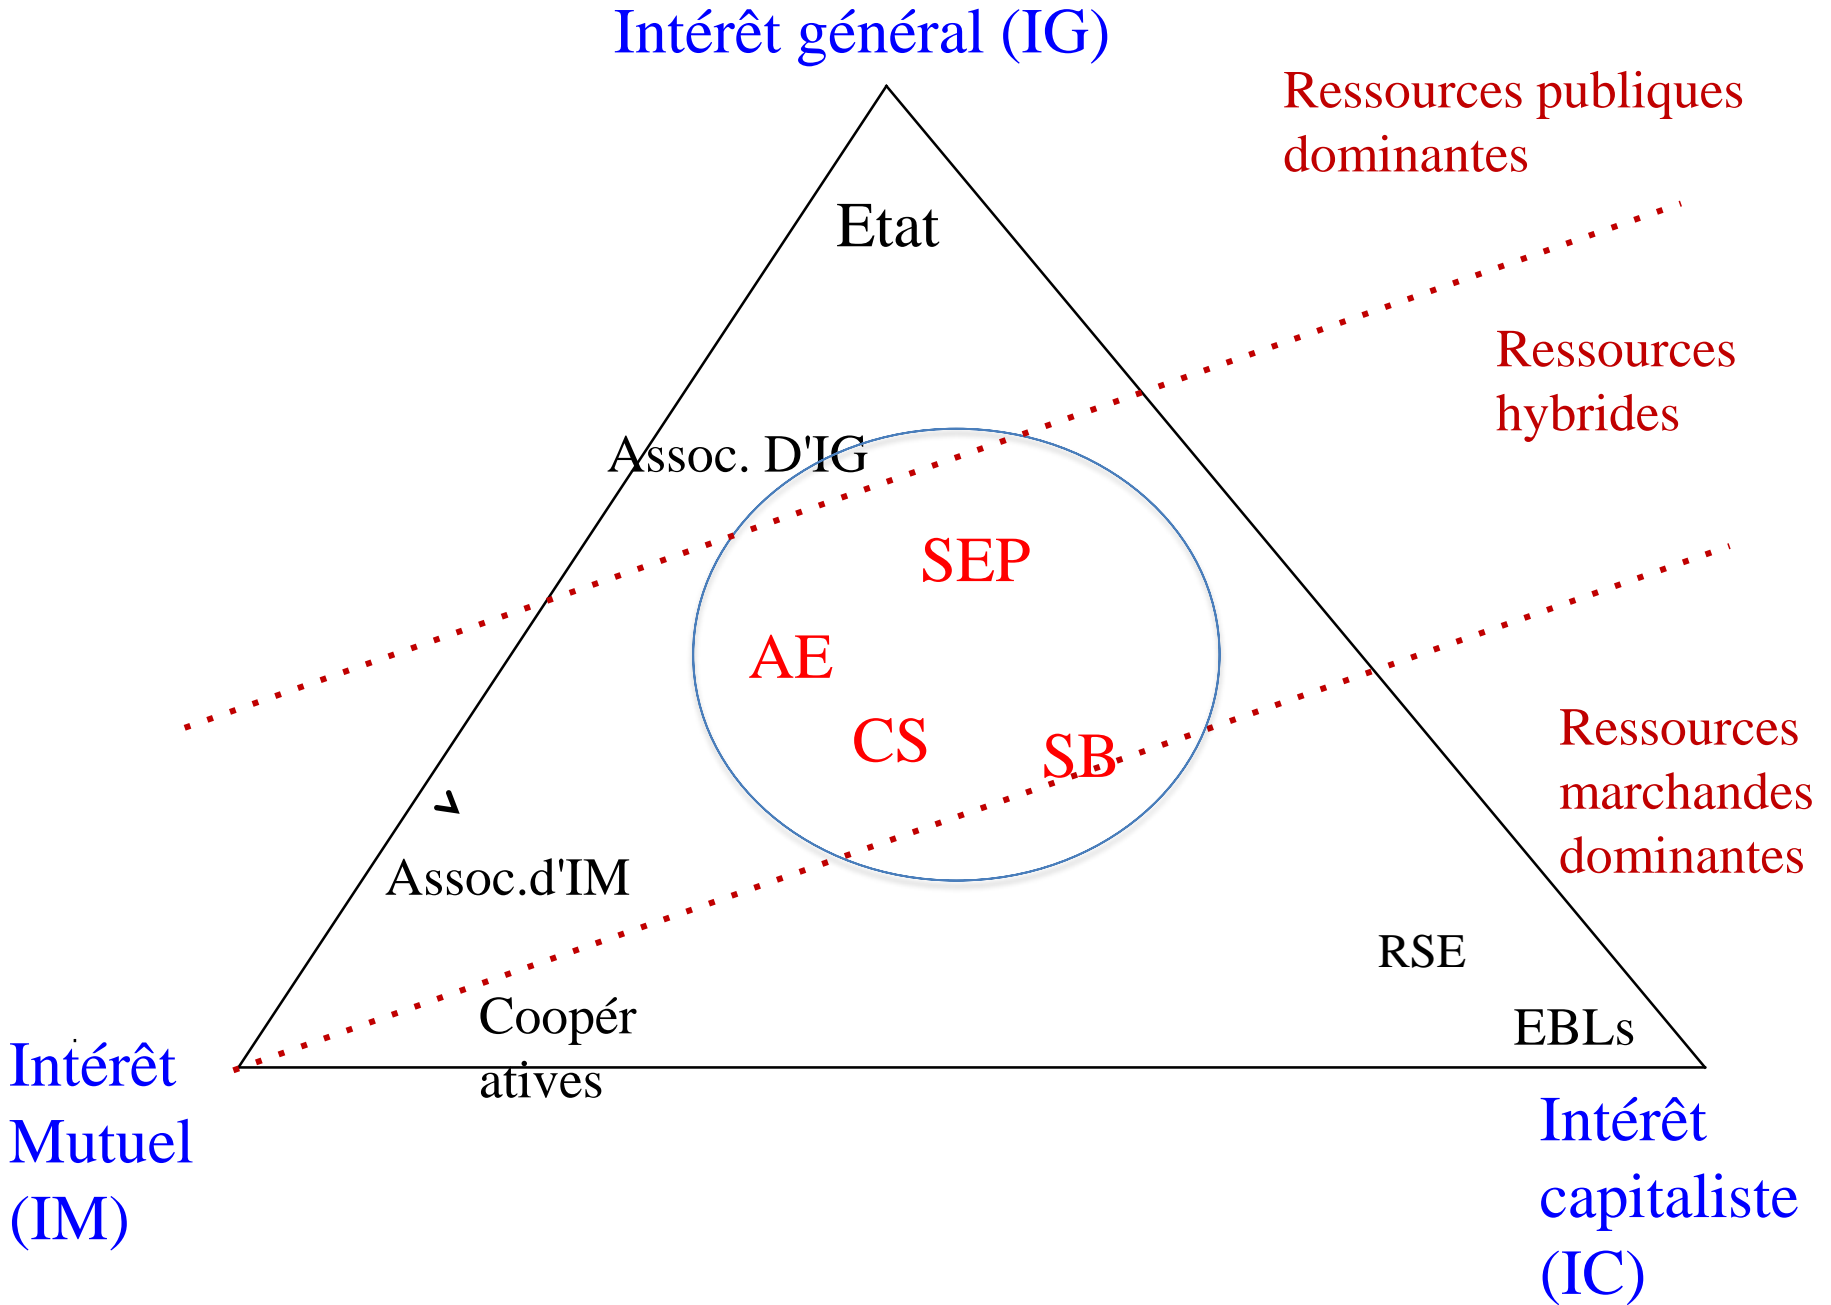 Intérêt général (IG)
Ressources publiques
dominantes
Etat
Ressources
hybrides
Assoc. D'IG
SEP
AE
CS
SB
Ressources
marchandes
dominantes
Assoc.d'IM
RSE
Coopér
atives
EBLs
Intérêt
Mutuel
(IM)
Intérêt
capitaliste
(IC)